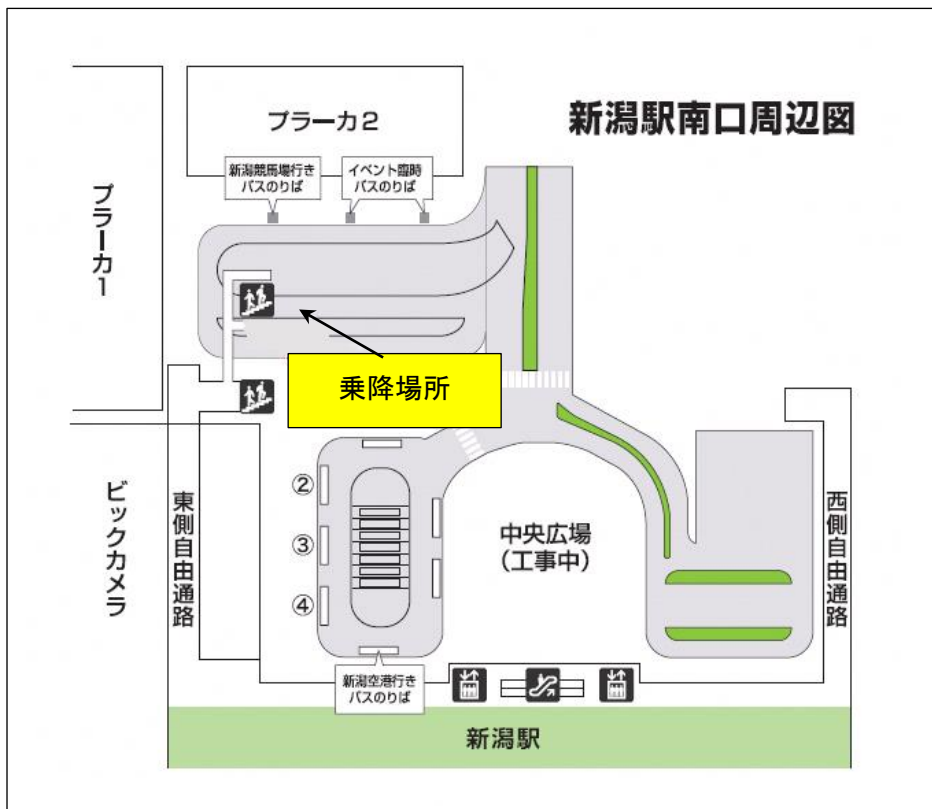 新潟駅南口周辺図
プラーカ2
新潟競馬場行き
バスのりば
イベント臨時
バスのりば
プラーカ1
乗降場所
ビックカメラ
東側自由通路
②
③
④
中央広場
(工事中)
西側自由通路
新潟空港行き
バスのりば
新潟駅